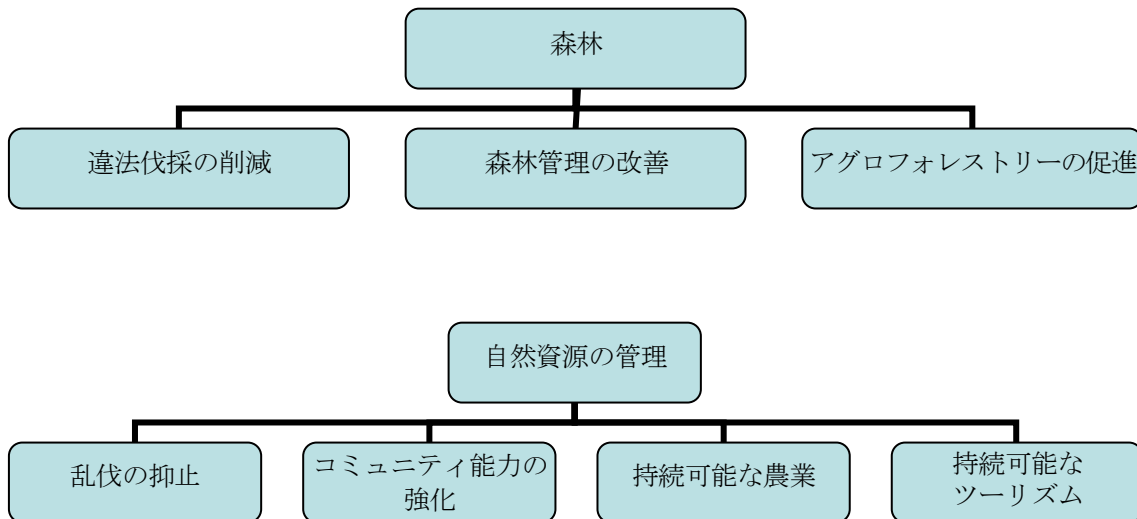 森林
違法伐採の削減
森林管理の改善
アグロフォレストリーの促進
自然資源の管理
乱伐の抑止
コミュニティ能力の
強化
持続可能な農業
持続可能な
ツーリズム